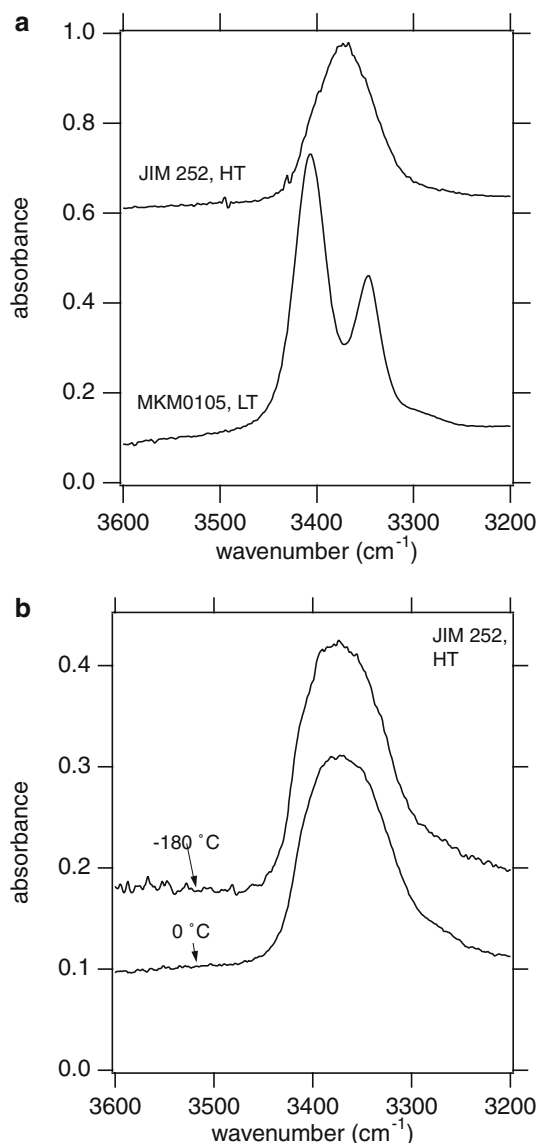 a
1.0
0.8
JIM 252, HT
0.6
absorbance
0.4
MKM0105, LT
0.2
0.0
3600 3500 3400 3300 3200
wavenumber (cm-1)
b
JIM 252,
HT
0.4
0.3
absorbance
-180 ˚C
0.2
0 ˚C
0.1
0.0
3600 3500 3400 3300 3200
wavenumber (cm-1)